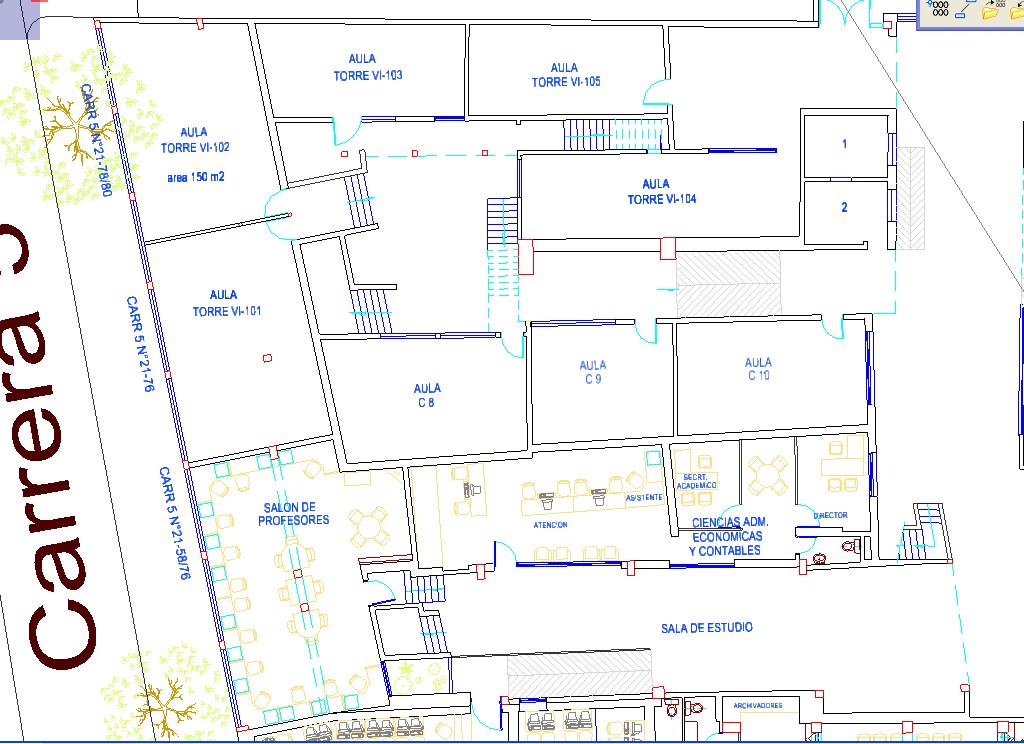 AULA
TORRE VI-103
AULA
TORRE VI-105
CARR 5 N°21-78/80
AULA
TORRE VI-102
area 150 m2
1
AULA
TORRE VI-104
2
Carrera 5
AULA
TORRE VI-101
CARR 5 N°21-76
AULA
C 8
AULA
C 9
AULA
C 10
CARR 5 N°21-58/76
SALON DE
PROFESORES
ATENCION
ASISTENTE
SECRT.
ACADEMICO
DIRECTOR
CIENCIAS ADM.
ECONOMICAS
Y CONTABLES
SALA DE ESTUDIO
ARCHIVADORES